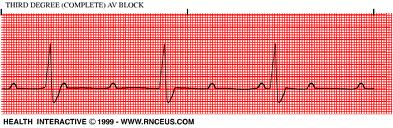 THIRD DEGREE (COMPLETE) AV BLOCK
HEALTH INTERACTIVE © 1999 - WWW.RNCEUS.COM